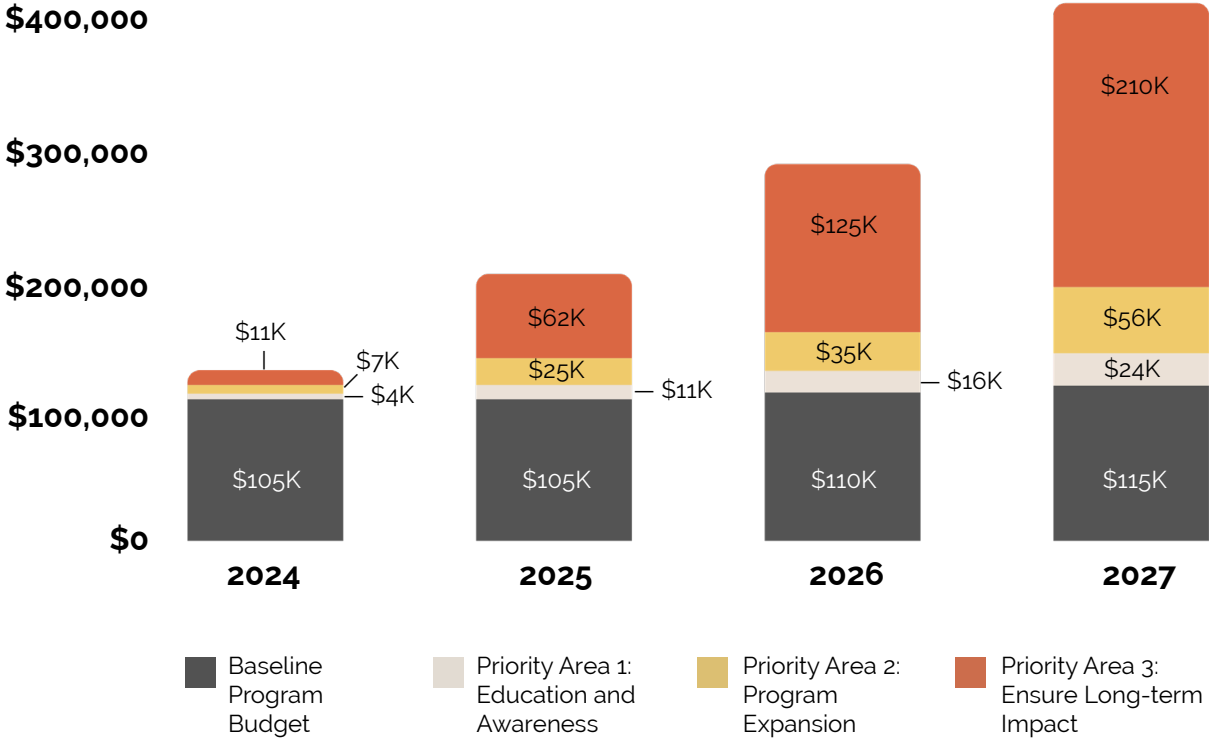 $400,000
$300,000
$200,000
$100,000
$0
$11K
$7K
$4K
$105K
$62K
$25K
$11K
$105K
$125K
$35K
$16K
$110K
$210K
$56K
$24K
$115K
2024
2025
2026
2027
Baseline
Program
Budget
Priority Area 1:
Education and
Awareness
Priority Area 2:
Program
Expansion
Priority Area 3:
Ensure Long-term
Impact